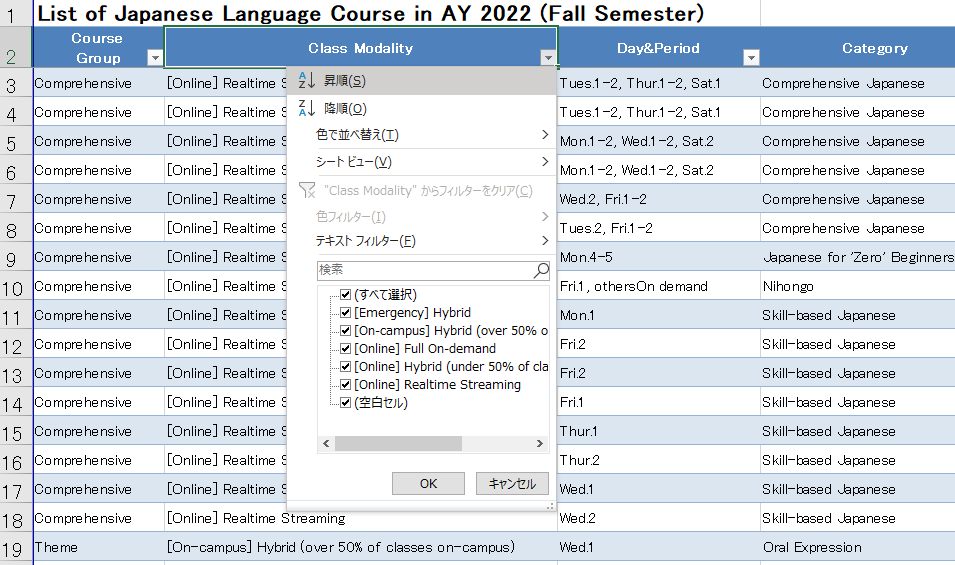 1 List of Japanese Language Course in AY 2022 (Fall Semester)
2 Course Group Class Modality Day&Period Category
3 Comprehensive [Online] Realtime S Tues.1-2, Thur.1-2, Sat.1 Comprehensive Japanese
4 Comprehensive [Online] Realtime S Tues.1-2, Thur.1-2, Sat.1 Comprehensive Japanese
5 Comprehensive [Online] Realtime S Mon.1-2, Wed.1-2, Sat.2 Comprehensive Japanese
6 Comprehensive [Online] Realtime S Mon.1-2, Wed.1-2, Sat.2 Comprehensive Japanese
7 Comprehensive [Online] Realtime S Wed.2, Fri.1-2 Comprehensive Japanese
8 Comprehensive [Online] Realtime S Tues.2, Fri.1-2 Comprehensive Japanese
9 Comprehensive [Online] Realtime S Mon.4-5 Japanese for 'Zero' Beginners
10 Comprehensive [Online] Realtime S Fri.1, othersOn demand Nihongo
11 Comprehensive [Online] Realtime S Mon.1 Skill-based Japanese
12 Comprehensive [Online] Realtime S Fri.2 Skill-based Japanese
13 Comprehensive [Online] Realtime S Fri.2 Skill-based Japanese
14 Comprehensive [Online] Realtime S Fri.1 Skill-based Japanese
15 Comprehensive [Online] Realtime S Thur.1 Skill-based Japanese
16 Comprehensive [Online] Realtime S Thur.2 Skill-based Japanese
17 Comprehensive [Online] Realtime S Wed.1 Skill-based Japanese
18 Comprehensive [Online] Realtime Streaming Wed.2 Skill-based Japanese
19 Theme [On-campus] Hybrid (over 50% of classes on-campus) Wed.1 Oral Expression
昇順(S)
降順(O)
色で並べ替え(T)
シート ビュー(V)
"Class Modality" からフィルターをクリア(C)
色フィルター(I)
テキスト フィルター(F)
検索
(すべて選択)
[Emergency] Hybrid
[On-campus] Hybrid (over 50% o
[Online] Full On-demand
[Online] Hybrid (under 50% of cla
[Online] Realtime Streaming
(空白セル)
OK キャンセル